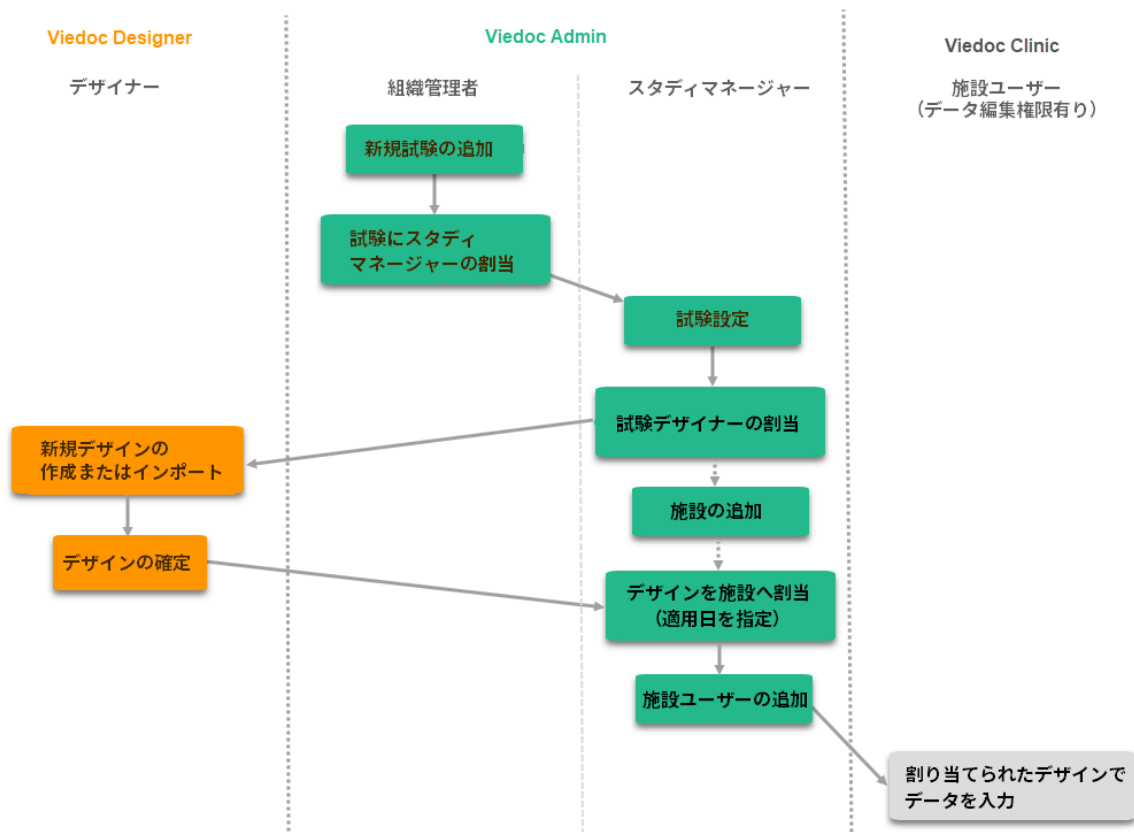 Viedoc Designer
Viedoc Admin
Viedoc Clinic
デザイナー
組織管理者
スタディマネージャー
施設ユーザー
（データ編集権限有り）
新規試験の追加
試験にスタディ
マネージャーの割当
試験設定
試験デザイナーの割当
新規デザインの
作成またはインポート
施設の追加
デザインの確定
デザインを施設へ割当
（適用日を指定）
施設ユーザーの追加
割り当てられたデザインで
データを入力